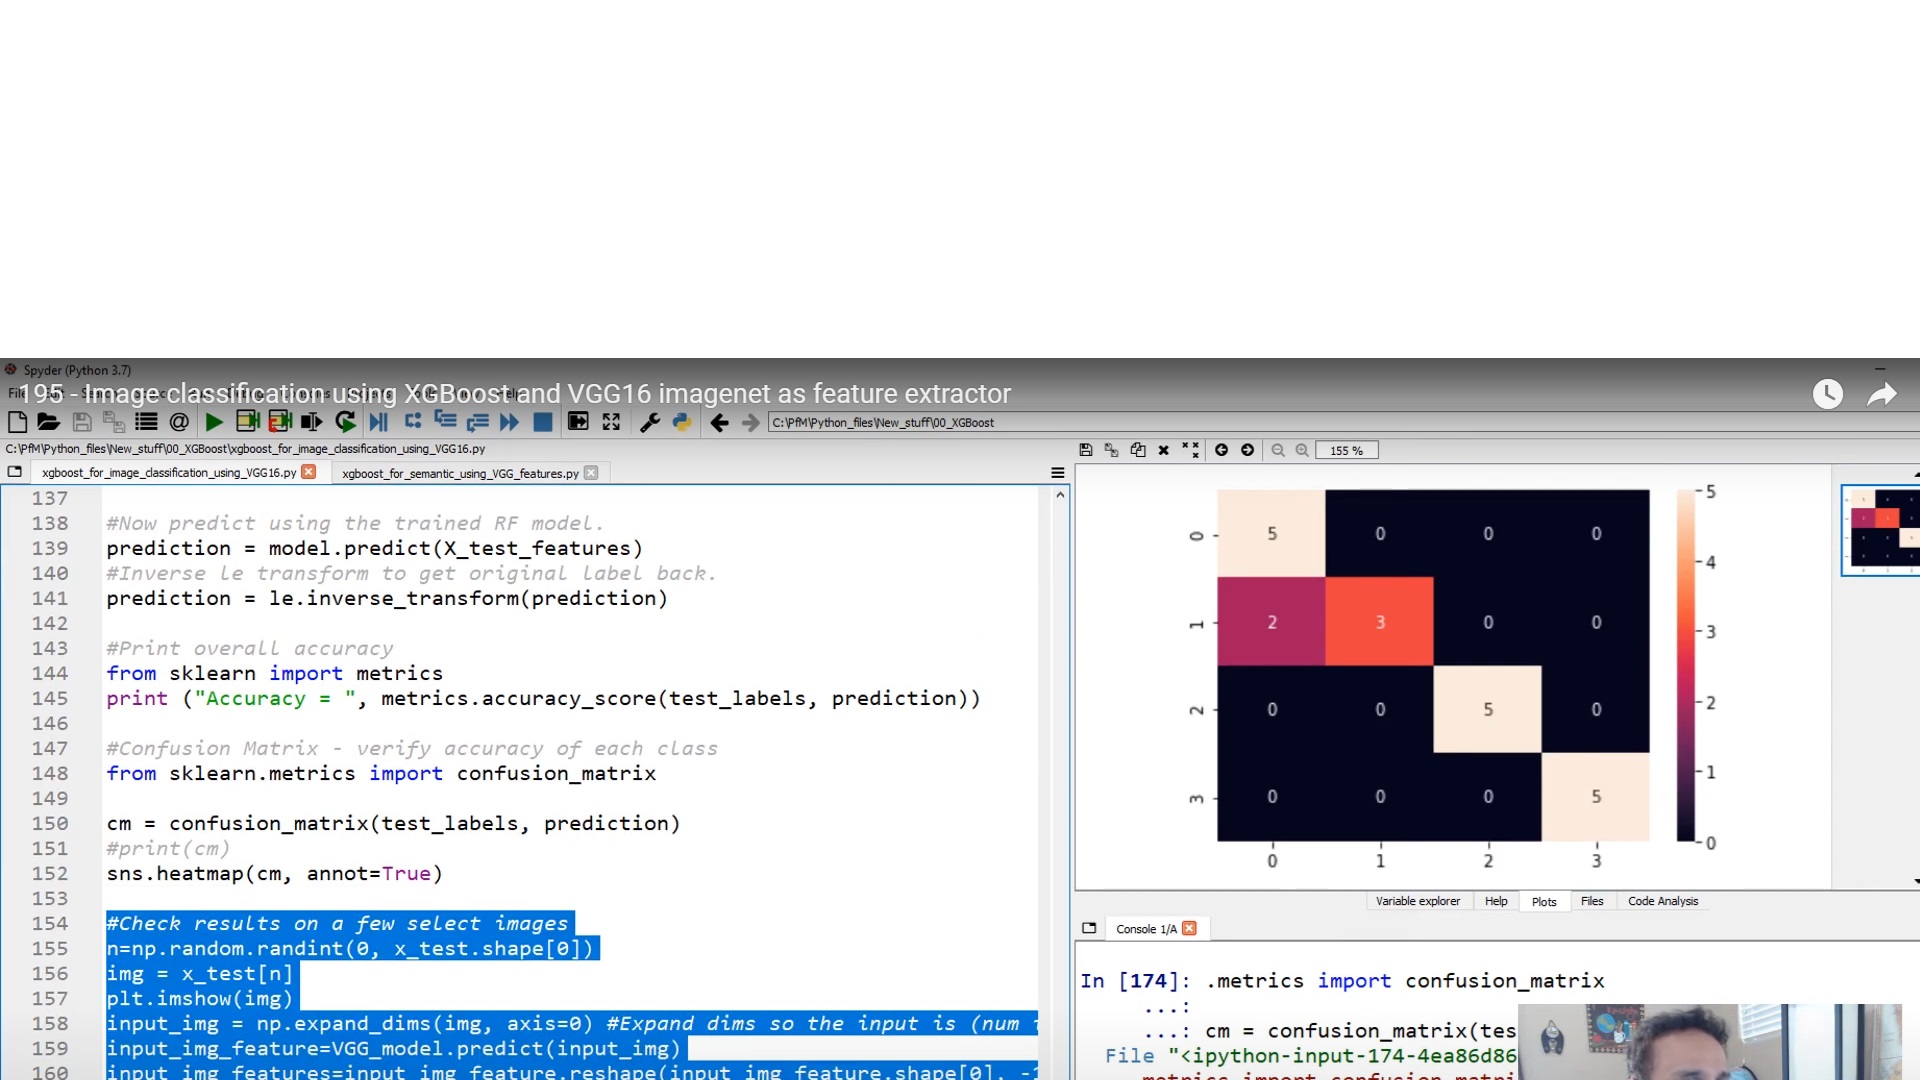 Spyder (Python 3.7)
195 - Image classification using XGBoost and VGG16 imagenet as feature extractor
C:\PfM\Python_files\New_stuff\00_XGBoost
C:\PfM\Python_files\New_stuff\00_XGBoost\xgboost_for_image_classification_using_VGG16.py
155 %
xgboost_for_image_classification_using_VGG16.py
xgboost_for_semantic_using_VGG_features.py
137
138 #Now predict using the trained RF model.
139 prediction = model.predict(X_test_features)
140 #Inverse le transform to get original label back.
141 prediction = le.inverse_transform(prediction)
142
143 #Print overall accuracy
144 from sklearn import metrics
145 print ("Accuracy = ", metrics.accuracy_score(test_labels, prediction))
146
147 #Confusion Matrix - verify accuracy of each class
148 from sklearn.metrics import confusion_matrix
149
150 cm = confusion_matrix(test_labels, prediction)
151 #print(cm)
152 sns.heatmap(cm, annot=True)
153
154 #Check results on a few select images
155 n=np.random.randint(0, x_test.shape[0])
156 img = x_test[n]
157 plt.imshow(img)
158 input_img = np.expand_dims(img, axis=0) #Expand dims so the input is (num
159 input_img_feature=VGG_model.predict(input_img)
160 input_img_features=input_img_feature.reshape(input_img_feature.shape[0], -1
0 5 0 0 0
1 2 3 0 0
2 0 0 5 0
3 0 0 0 5
0 1 2 3
5
4
3
2
1
0
Variable explorer Help Plots Files Code Analysis
Console 1/A
In [174]: .metrics import confusion_matrix
...:
...: cm = confusion_matrix(tes
File "<ipython-input-174-4ea86d86
.metrics import confusion_matri